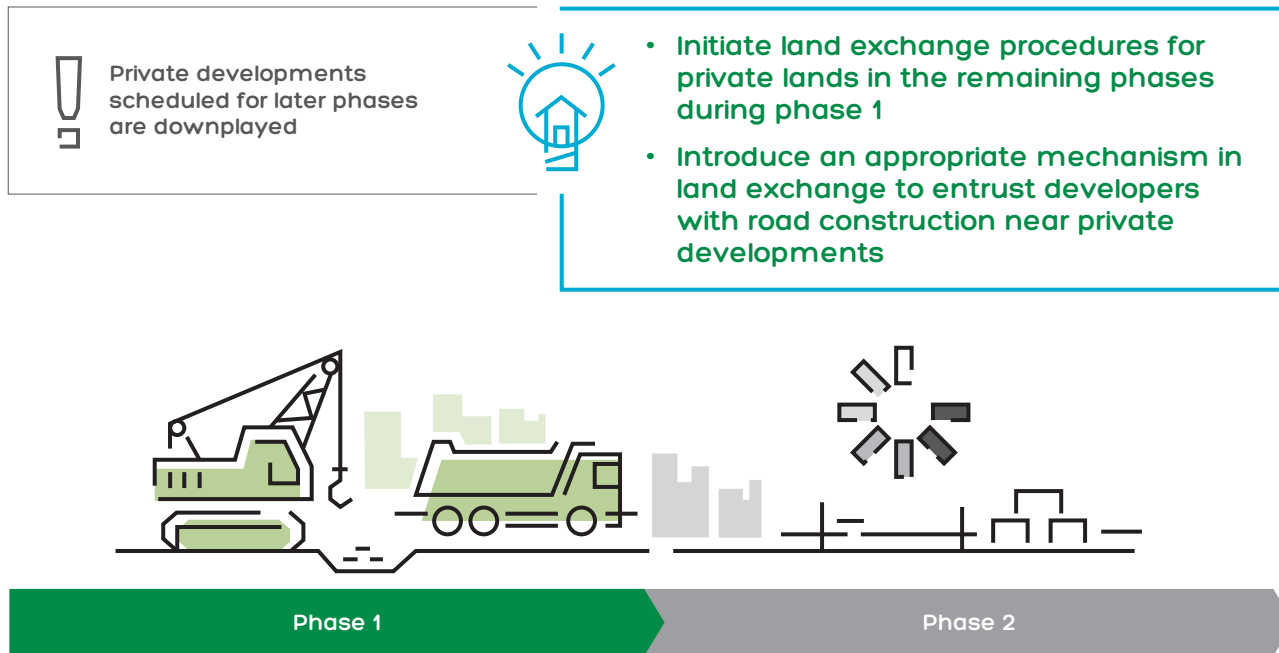 Private developments
scheduled for later phases
are downplayed
• Initiate land exchange procedures for
private lands in the remaining phases
during phase 1
• Introduce an appropriate mechanism in
land exchange to entrust developers
with road construction near private
developments
Phase 1
Phase 2